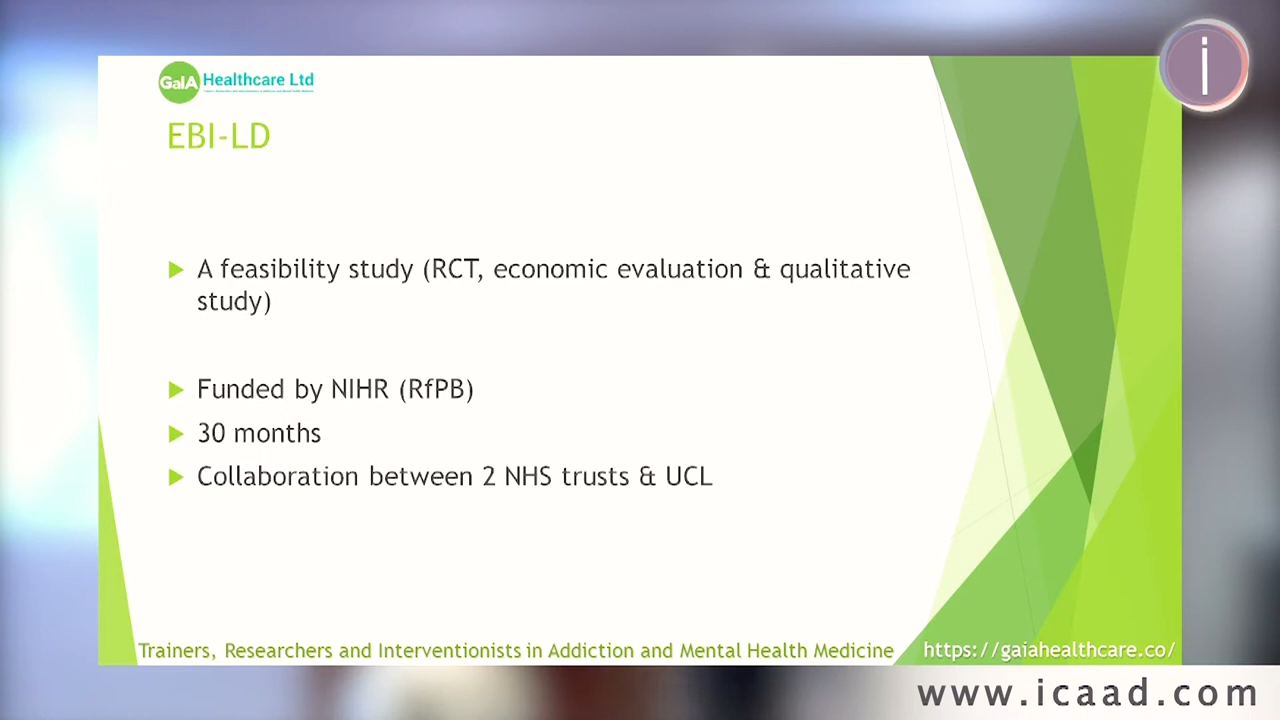 GaIA Healthcare Ltd
i
EBI-LD
A feasibility study (RCT, economic evaluation & qualitative
study)
Funded by NIHR (RfPB)
30 months
Collaboration between 2 NHS trusts & UCL
Trainers, Researchers and Interventionists in Addiction and Mental Health Medicine
https://gaiahealthcare.co/
www.icaad.com